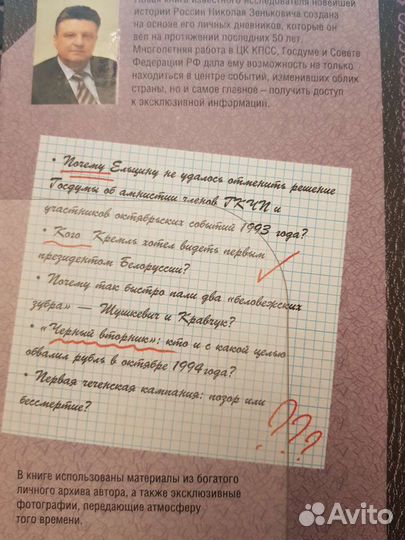 Новая книга известного исследователя новейшей
истории России Николая Зеньковича создана
на основе его личных дневников, которые он
вел на протяжении последних 50 лет.
Многолетняя работа в ЦК КПСС, Госдуме и Совете
Федерации РФ дала ему возможность не только
находиться в центре событий, изменивших облик
страны, но и самое главное – получить доступ
к эксклюзивной информации.
• Почему Ельцину не удалось отменить решение
Госдумы об амнистии членов ГКЧП и
участников октябрьских событий 1993 года?
• Кого Кремль хотел видеть первым
президентом Белоруссии?
• Почему так быстро пали два "беловежских
зубра" — Шушкевич и Кравчук?
• "Черный вторник": кто и с какой целью
обвалил рубль в октябре 1994 года?
• Первая чеченская кампания: позор или
бессмертие?
???
В книге использованы материалы из богатого
личного архива автора, а также эксклюзивные
фотографии, передающие атмосферу
того времени.
Avito